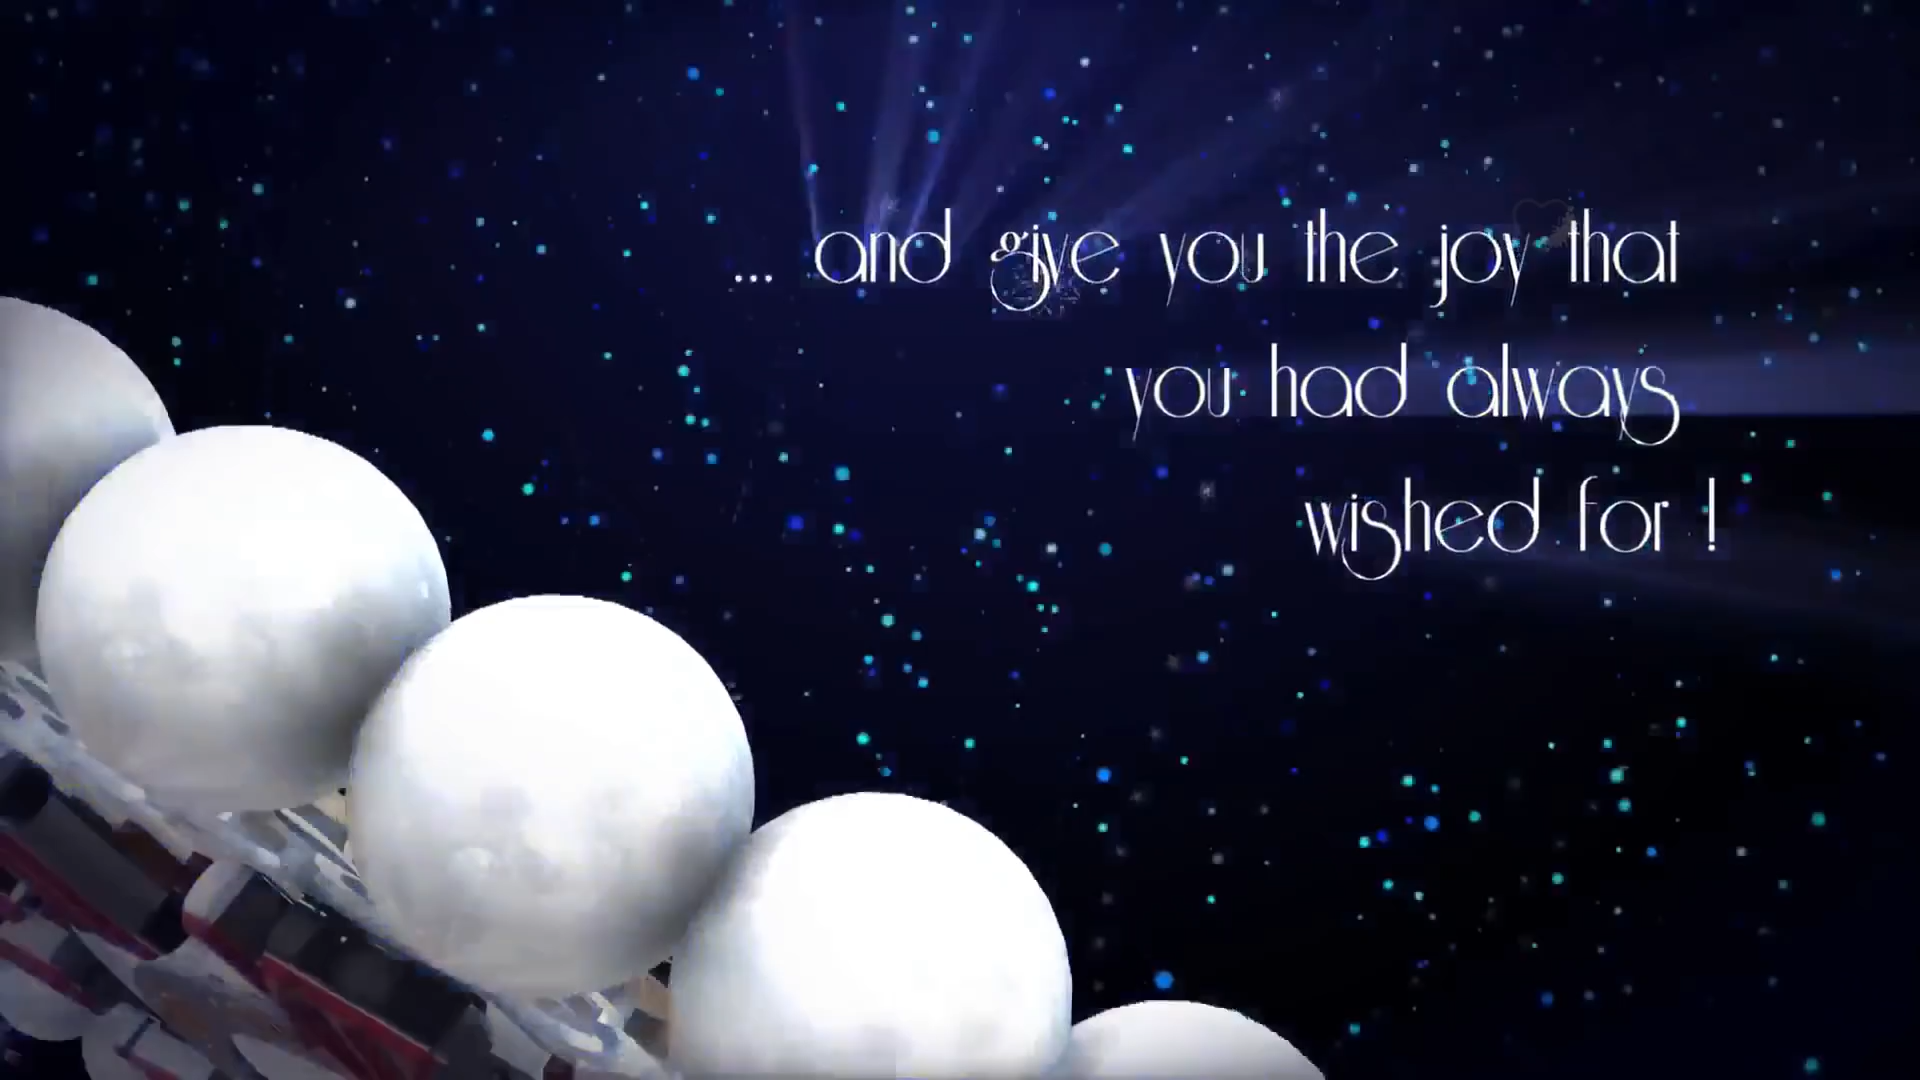 ... and give you the joy that
you had always
wished for !